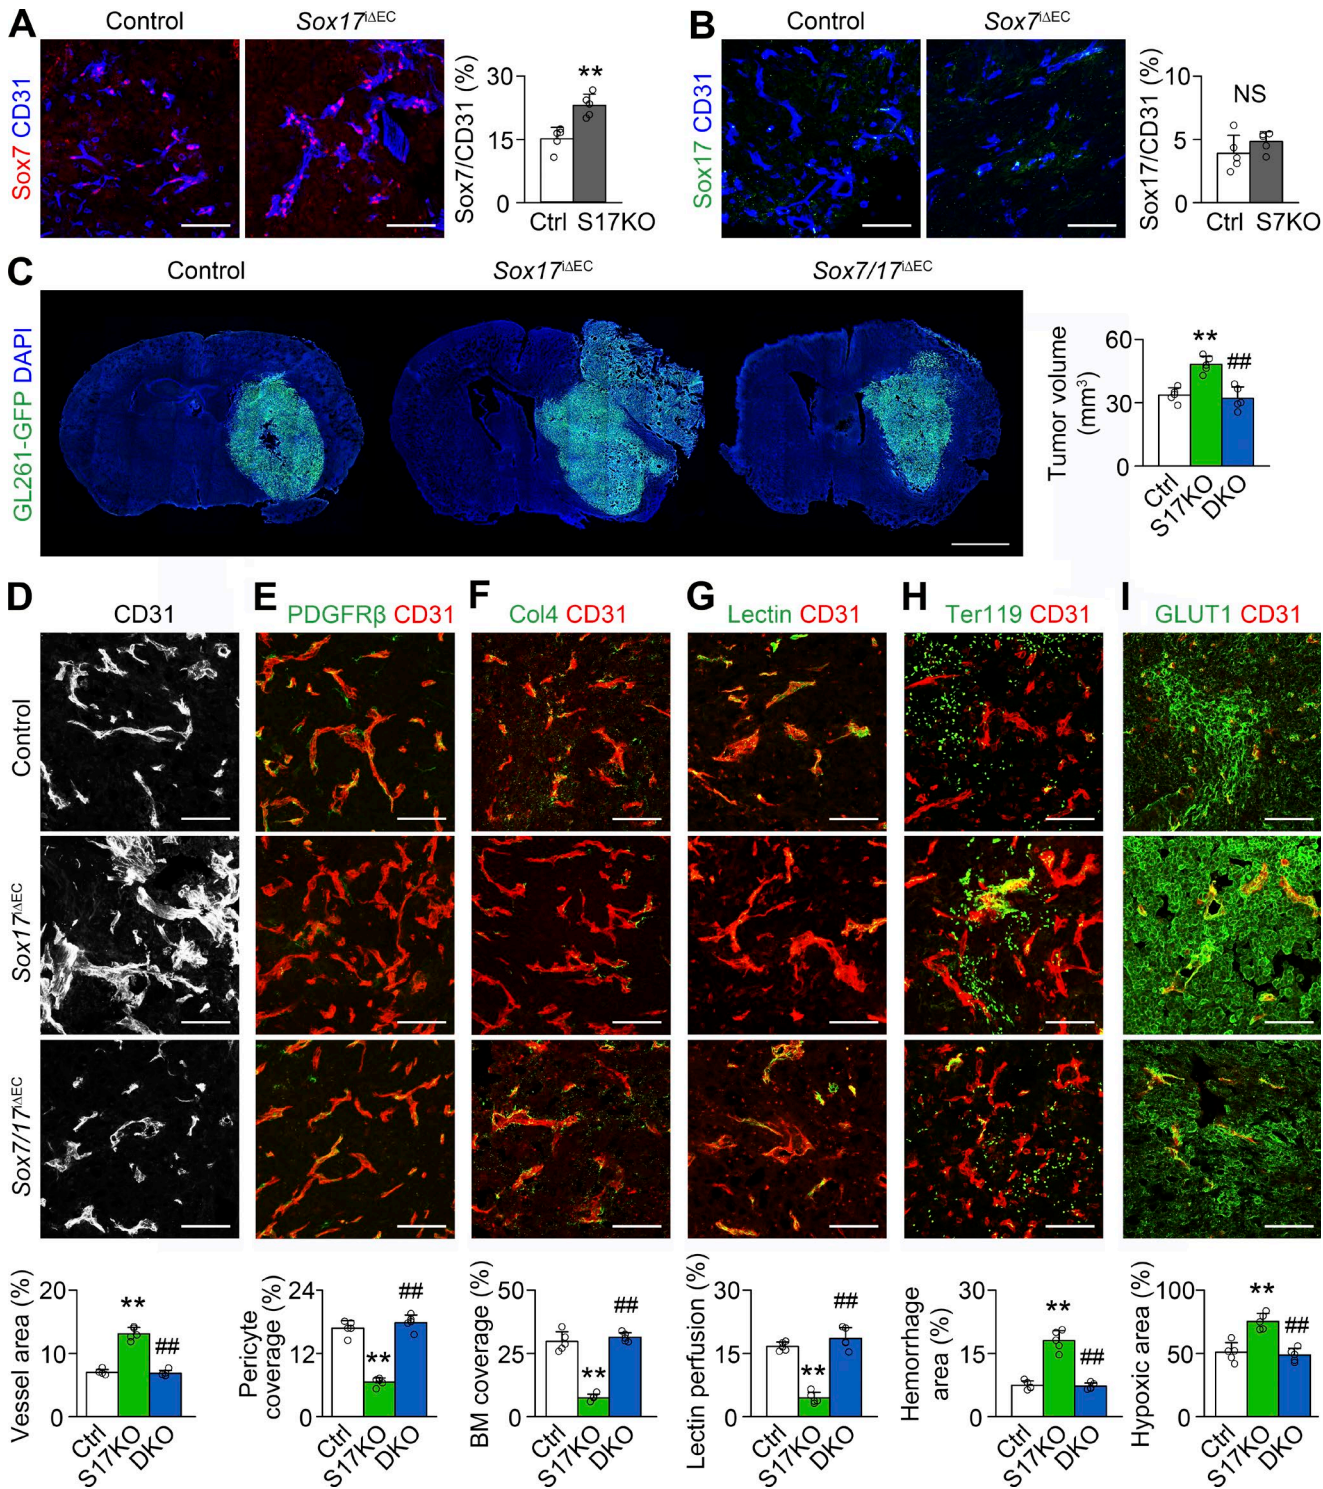 A
Control
Sox17iΔEC
Sox7 CD31
Sox7/CD31 (%)
30
15
0
**
Ctrl S17KO
B
Control
Sox7iΔEC
Sox17 CD31
Sox17/CD31 (%)
10
5
0
NS
Ctrl S7KO
C
Control
Sox17iΔEC
Sox7/17iΔEC
GL261-GFP DAPI
Tumor volume
(mm3)
60
30
0
**
##
Ctrl
S17KO
DKO
D
CD31
E
PDGFRβ CD31
F
Col4 CD31
G
Lectin CD31
H
Ter119 CD31
I
GLUT1 CD31
Control
Sox17iΔEC
Sox7/17iΔEC
Vessel area (%)
20
10
0
**
##
Ctrl
S17KO
DKO
Pericyte
coverage (%)
24
12
0
**
##
Ctrl
S17KO
DKO
BM coverage (%)
50
25
0
**
##
Ctrl
S17KO
DKO
Lectin perfusion (%)
30
15
0
**
##
Ctrl
S17KO
DKO
Hemorrhage
area (%)
30
15
0
**
##
Ctrl
S17KO
DKO
Hypoxic area (%)
100
50
0
**
##
Ctrl
S17KO
DKO